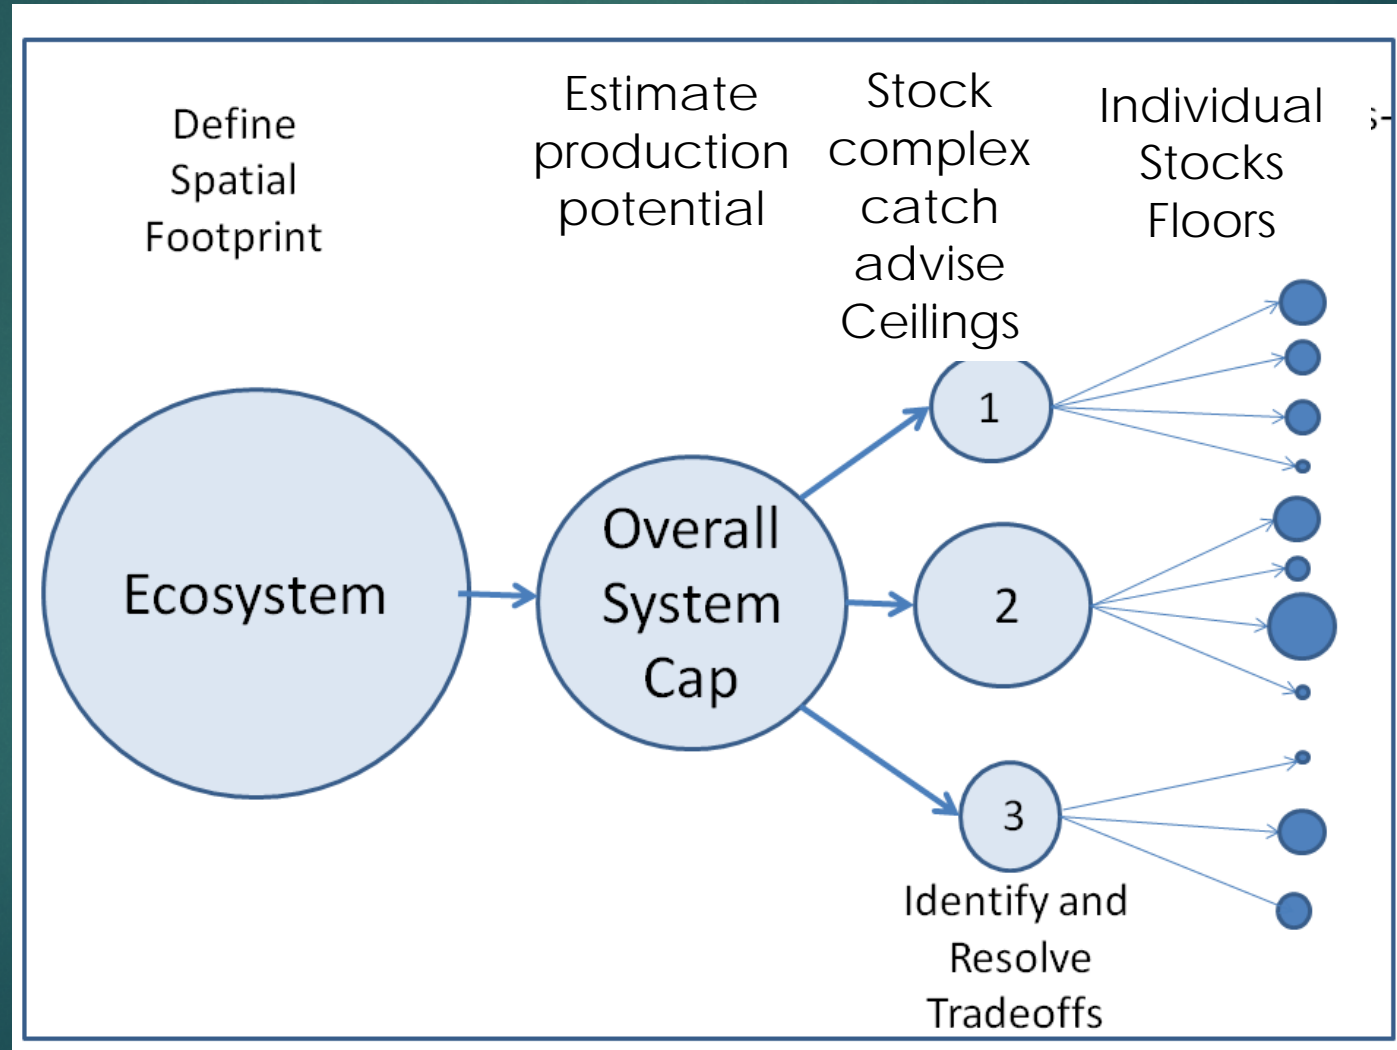 Define
Spatial
Footprint
Estimate
production
potential
Stock
complex
catch
advise
Ceilings
Individual
Stocks
Floors
s-
Ecosystem
Overall
System
Cap
1
2
3
Identify and
Resolve
Tradeoffs